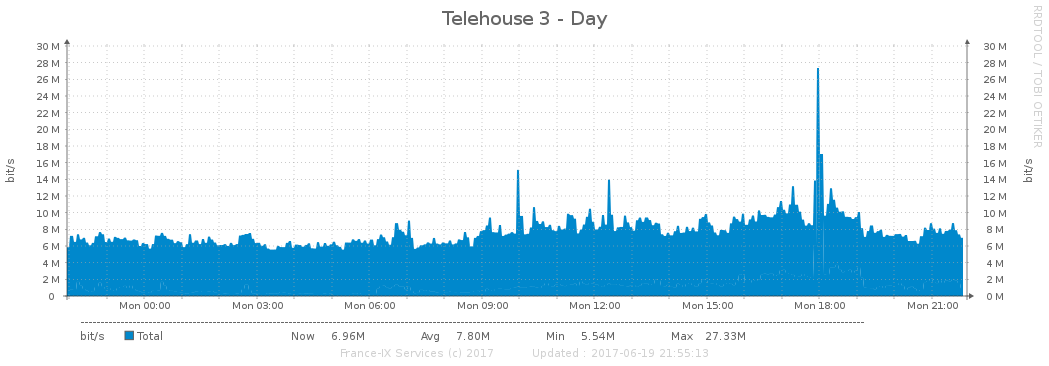 Telehouse 3 - Day
RRDTOOL / TOBI OETIKER
bit/s
bit/s
30 M 30 M
28 M 28 M
26 M 26 M
24 M 24 M
22 M 22 M
20 M 20 M
18 M 18 M
16 M 16 M
14 M 14 M
12 M 12 M
10 M 10 M
8 M 8 M
6 M 6 M
4 M 4 M
2 M 2 M
0 0 M
Mon 00:00 Mon 03:00 Mon 06:00 Mon 09:00 Mon 12:00 Mon 15:00 Mon 18:00 Mon 21:00
bit/s Total Now 6.96M Avg 7.80M Min 5.54M Max 27.33M
France-IX Services (c) 2017 Updated : 2017-06-19 21:55:13